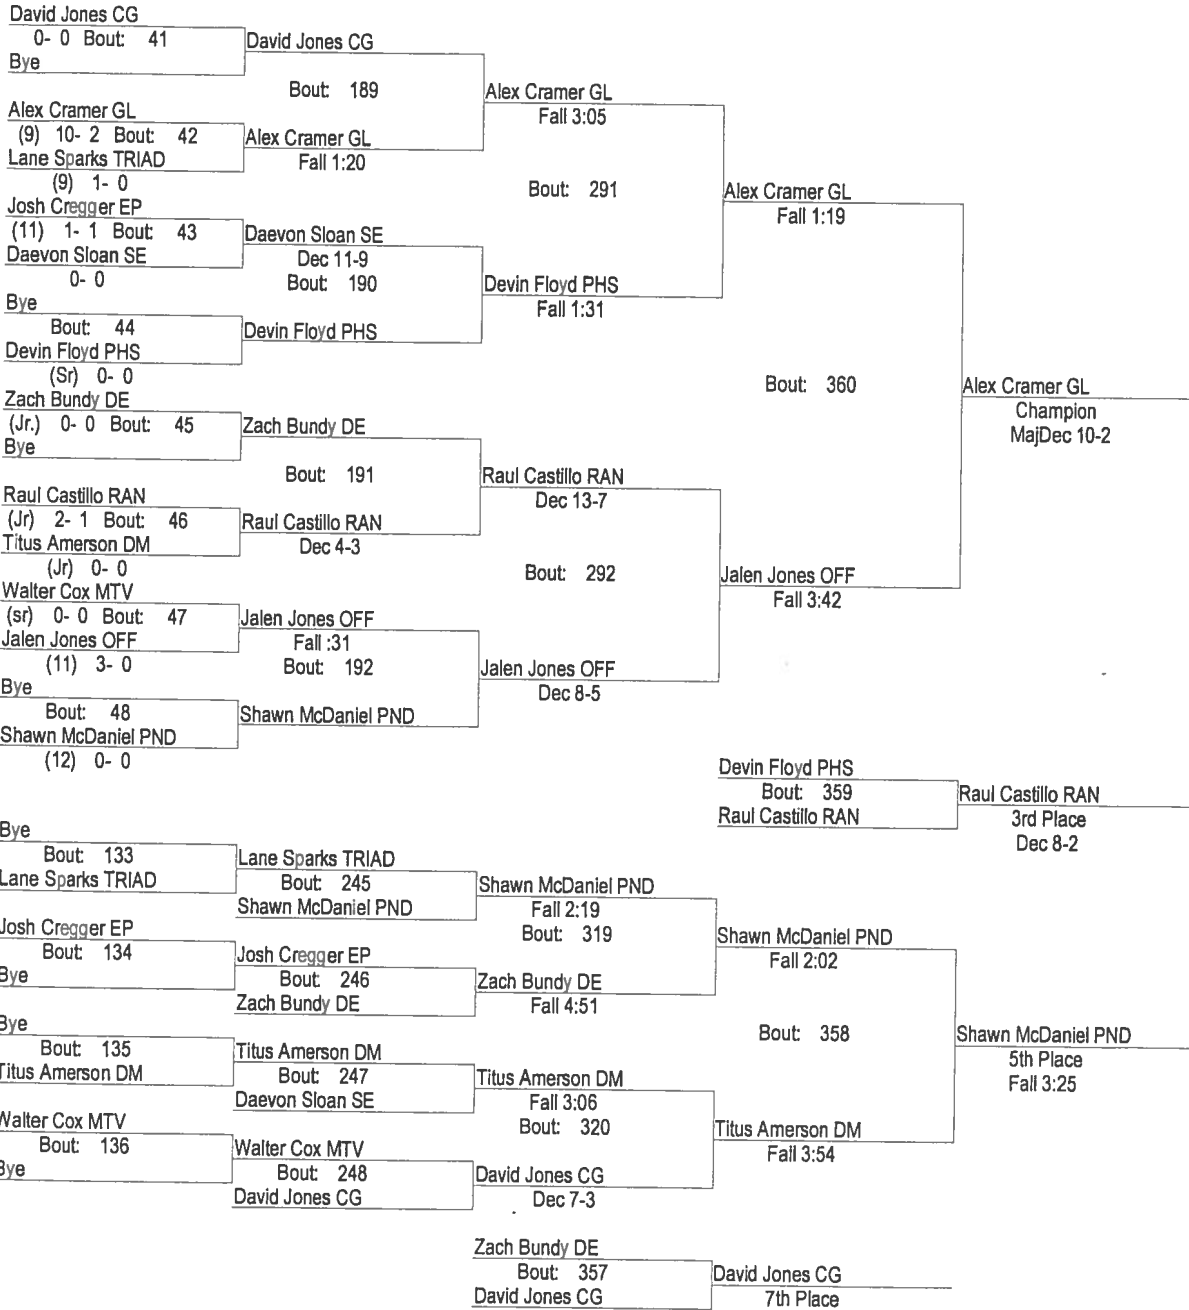 David Jones CG
0- 0 Bout: 41
Bye
David Jones CG
Bout: 189
Alex Cramer GL
(9) 10- 2 Bout: 42
Lane Sparks TRIAD
(9) 1- 0
Alex Cramer GL
Fall 1:20
Alex Cramer GL
Fall 3:05
Josh Cregger EP
(11) 1- 1 Bout: 43
Daevon Sloan SE
0- 0
Daevon Sloan SE
Dec 11-9
Bout: 190
Bye
Bout: 44
Devin Floyd PHS
(Sr) 0- 0
Devin Floyd PHS
Devin Floyd PHS
Fall 1:31
Bout: 291
Alex Cramer GL
Fall 1:19
Zach Bundy DE
(Jr.) 0- 0 Bout: 45
Bye
Zach Bundy DE
Bout: 191
Raul Castillo RAN
(Jr) 2- 1 Bout: 46
Titus Amerson DM
(Jr) 0- 0
Raul Castillo RAN
Dec 4-3
Raul Castillo RAN
Dec 13-7
Walter Cox MTV
(sr) 0- 0 Bout: 47
Jalen Jones OFF
(11) 3- 0
Jalen Jones OFF
Fall :31
Bout: 192
Bye
Bout: 48
Shawn McDaniel PND
(12) 0- 0
Shawn McDaniel PND
Jalen Jones OFF
Dec 8-5
Bout: 292
Jalen Jones OFF
Fall 3:42
Bout: 360
Alex Cramer GL
Champion
MajDec 10-2
Devin Floyd PHS
Bout: 359
Raul Castillo RAN
Raul Castillo RAN
3rd Place
Dec 8-2
Bye
Bout: 133
Lane Sparks TRIAD
Lane Sparks TRIAD
Bout: 245
Shawn McDaniel PND
Shawn McDaniel PND
Fall 2:19
Bout: 319
Josh Cregger EP
Bout: 134
Bye
Josh Cregger EP
Bout: 246
Zach Bundy DE
Zach Bundy DE
Fall 4:51
Shawn McDaniel PND
Fall 2:02
Bye
Bout: 135
Titus Amerson DM
Titus Amerson DM
Bout: 247
Daevon Sloan SE
Titus Amerson DM
Fall 3:06
Bout: 320
Walter Cox MTV
Bout: 136
Bye
Walter Cox MTV
Bout: 248
David Jones CG
David Jones CG
Dec 7-3
Titus Amerson DM
Fall 3:54
Bout: 358
Shawn McDaniel PND
5th Place
Fall 3:25
Zach Bundy DE
Bout: 357
David Jones CG
David Jones CG
7th Place